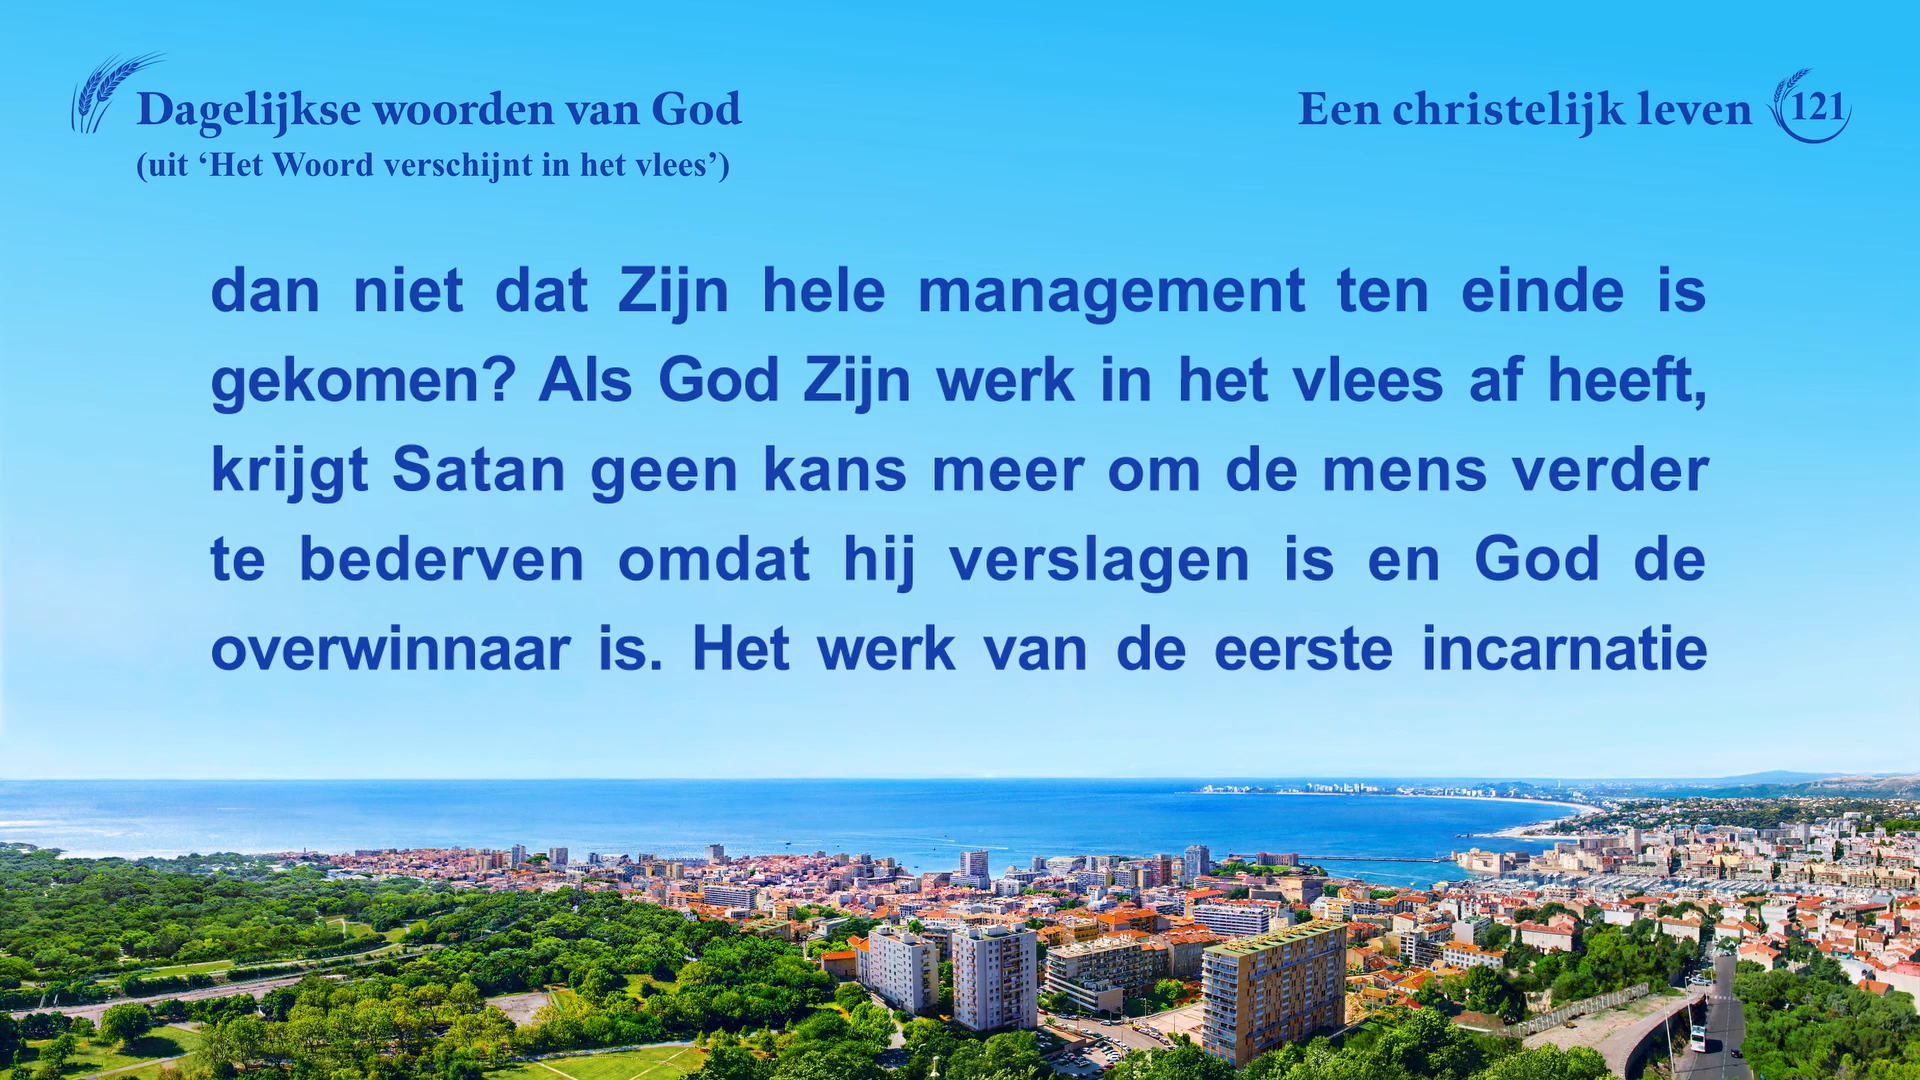 Dagelijkse woorden van God
(uit ‘Het Woord verschijnt in het vlees’)
Een christelijk leven 121
dan niet dat Zijn hele management ten einde is
gekomen? Als God Zijn werk in het vlees af heeft,
krijgt Satan geen kans meer om de mens verder
te bederven omdat hij verslagen is en God de
overwinnaar is. Het werk van de eerste incarnatie